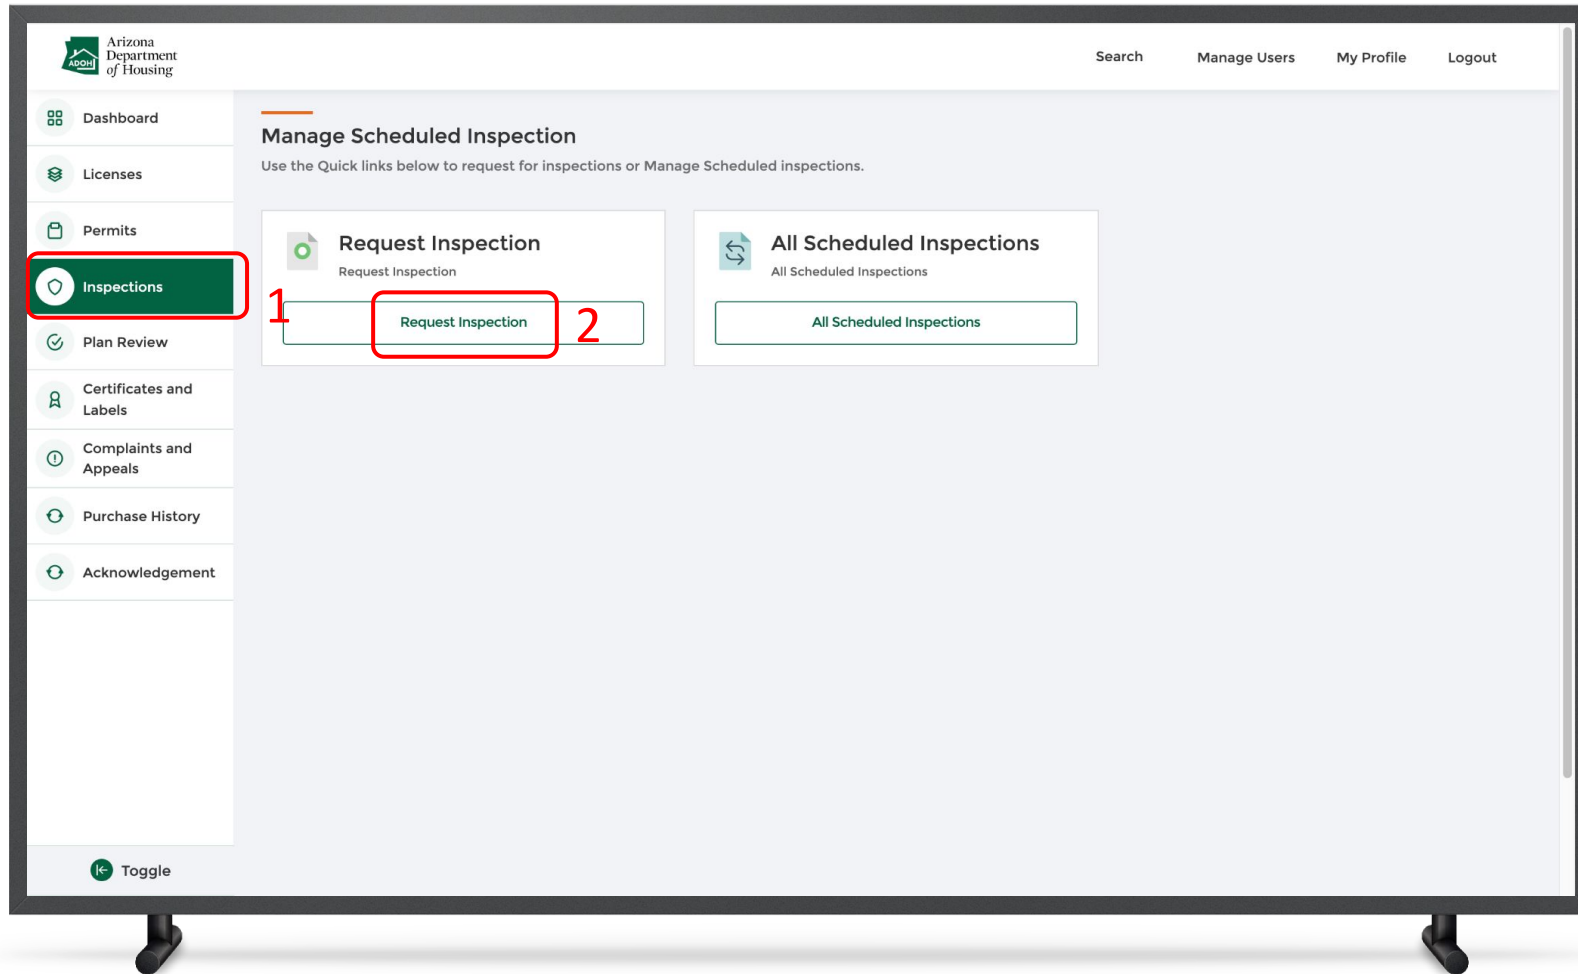 Arizona
Department
of Housing
ADOH
Search
Manage Users
My Profile
Logout
Dashboard
Licenses
Permits
Inspections
Plan Review
Certificates and
Labels
Complaints and
Appeals
Purchase History
Acknowledgement
Toggle
1
Manage Scheduled Inspection
Use the Quick links below to request for inspections or Manage Scheduled inspections.
Request Inspection
Request Inspection
Request Inspection
2
All Scheduled Inspections
All Scheduled Inspections
All Scheduled Inspections